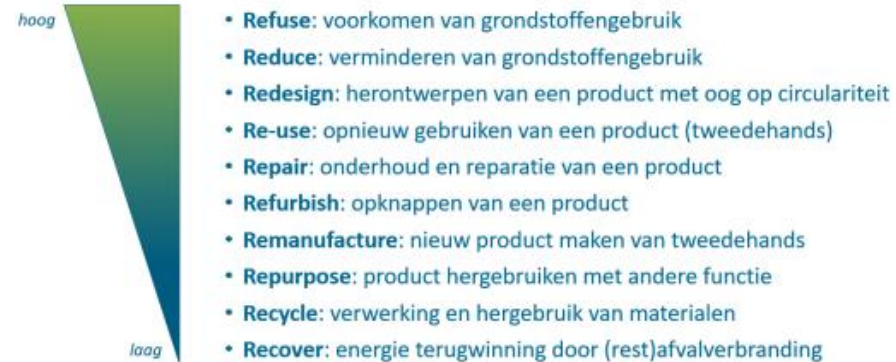 hoog
• Refuse: voorkomen van grondstoffengebruik
• Reduce: verminderen van grondstoffengebruik
• Redesign: herontwerpen van een product met oog op circulariteit
• Re-use: opnieuw gebruiken van een product (tweedehands)
• Repair: onderhoud en reparatie van een product
• Refurbish: opknappen van een product
• Remanufacture: nieuw product maken van tweedehands
• Repurpose: product hergebruiken met andere functie
• Recycle: verwerking en hergebruik van materialen
laag
• Recover: energie terugwinning door (rest)afvalverbranding